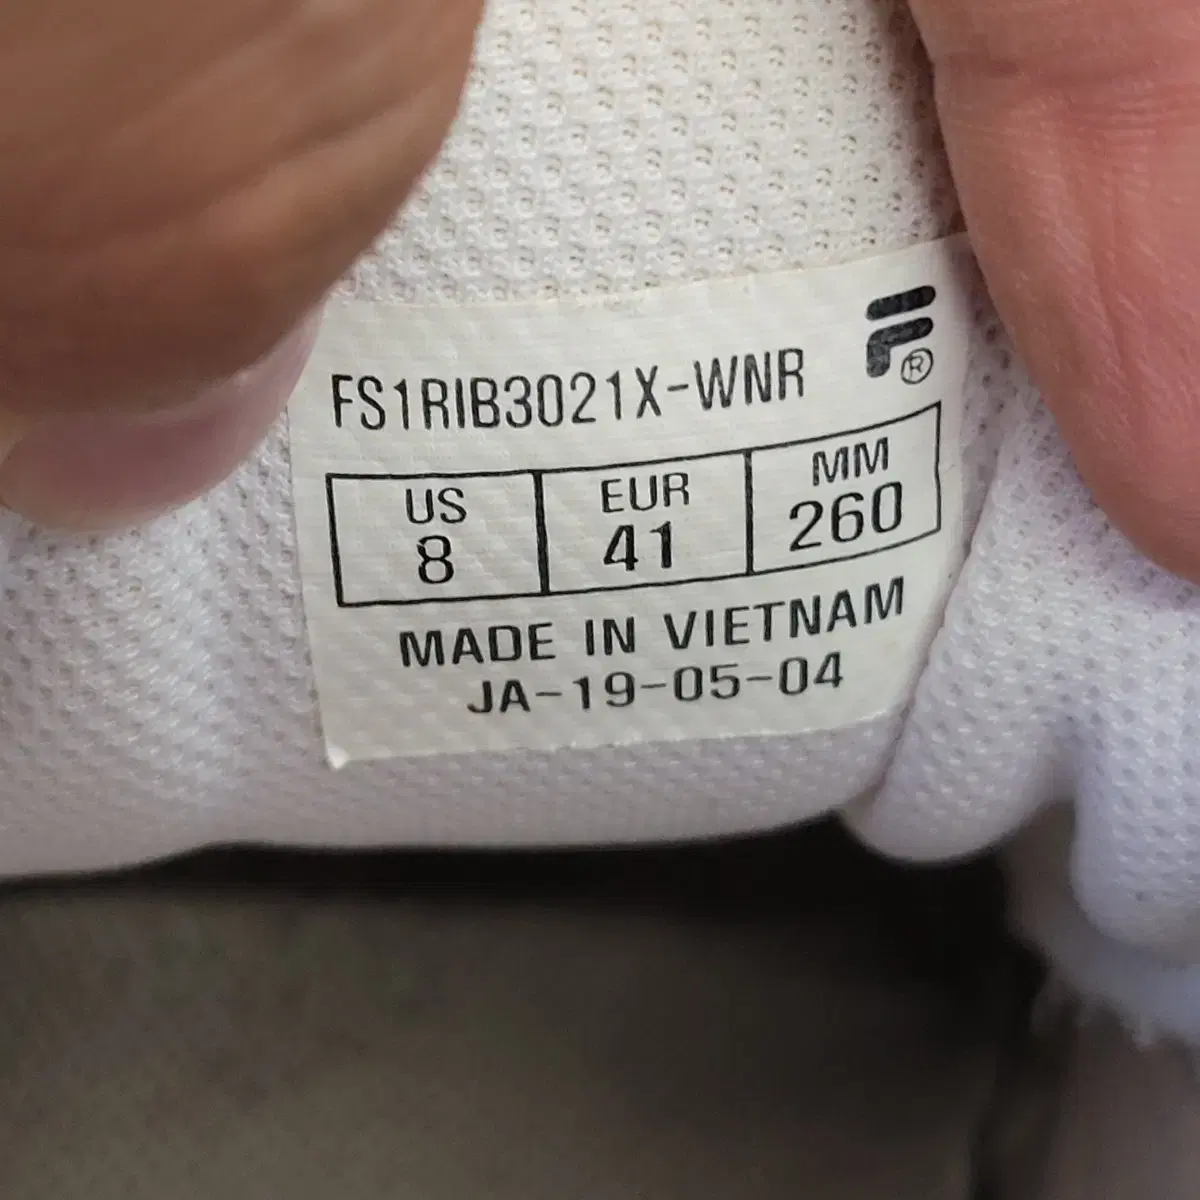 FS1RIB3021X-WNR
F®
US EUR MM
8 41 260
MADE IN VIETNAM
JA-19-05-04